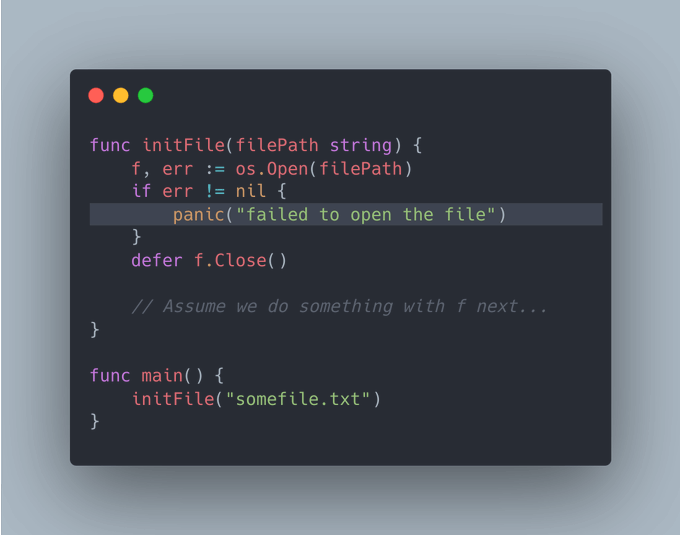 func initFile(filePath string) {
    f, err := os.Open(filePath)
    if err != nil {
        panic("failed to open the file")
    }
    defer f.Close()

    // Assume we do something with f next...
}

func main() {
    initFile("somefile.txt")
}